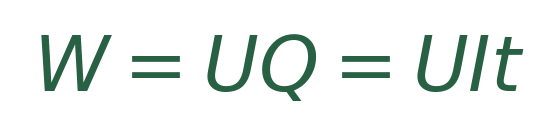 W = UQ = UIt